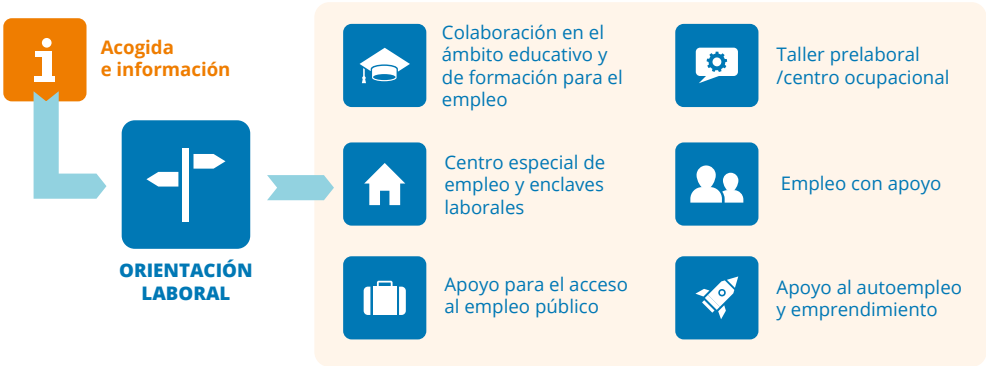 Acogida
e información
ORIENTACIÓN
LABORAL
Colaboración en el
ámbito educativo y
de formación para el
empleo
Taller prelaboral
/centro ocupacional
Centro especial de
empleo y enclaves
laborales
Empleo con apoyo
Apoyo para el acceso
al empleo público
Apoyo al autoempleo
y emprendimiento